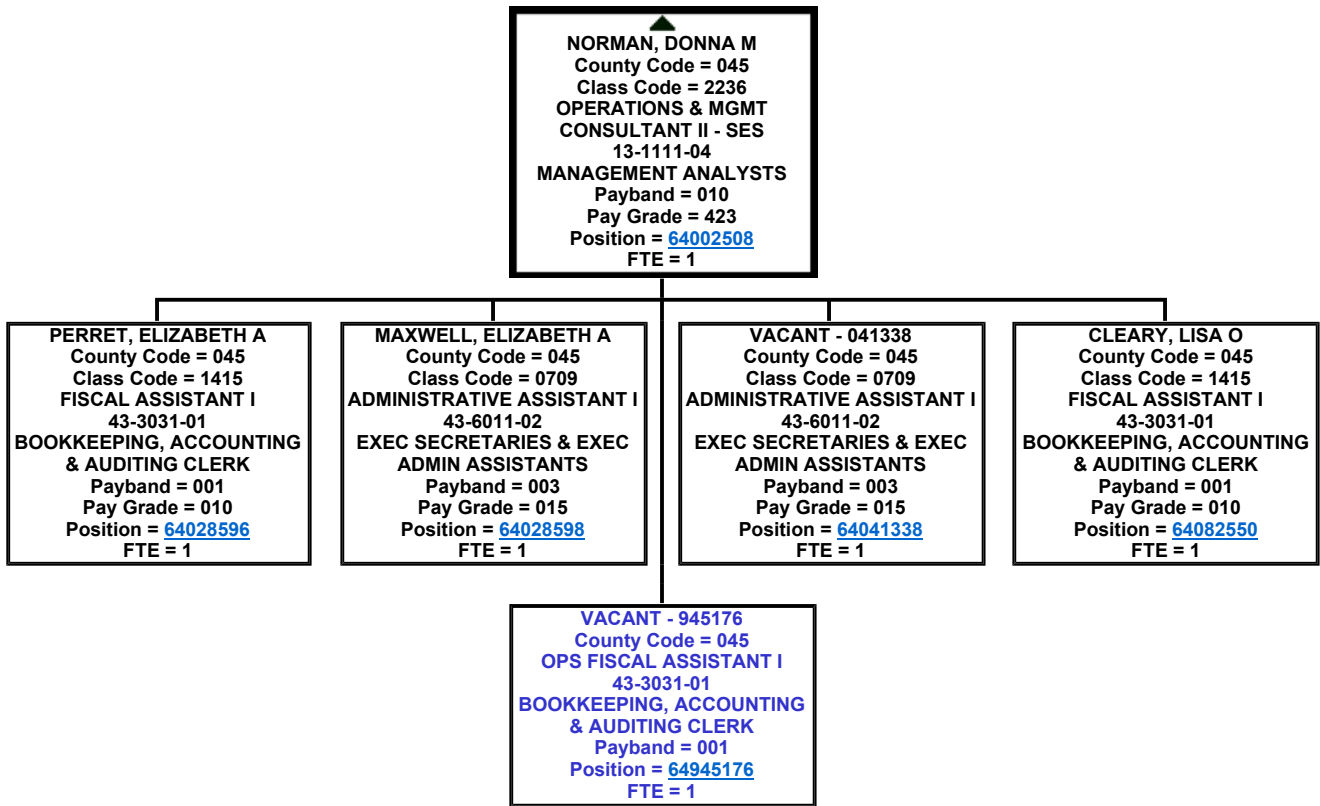 NORMAN, DONNA M
County Code = 045
Class Code = 2236
OPERATIONS & MGMT
CONSULTANT II - SES
13-1111-04
MANAGEMENT ANALYSTS
Payband = 010
Pay Grade = 423
Position = 64002508
FTE = 1
PERRET, ELIZABETH A
County Code = 045
Class Code = 1415
FISCAL ASSISTANT I
43-3031-01
BOOKKEEPING, ACCOUNTING
& AUDITING CLERK
Payband = 001
Pay Grade = 010
Position = 64028596
FTE = 1
MAXWELL, ELIZABETH A
County Code = 045
Class Code = 0709
ADMINISTRATIVE ASSISTANT I
43-6011-02
EXEC SECRETARIES & EXEC
ADMIN ASSISTANTS
Payband = 003
Pay Grade = 015
Position = 64028598
FTE = 1
VACANT - 041338
County Code = 045
Class Code = 0709
ADMINISTRATIVE ASSISTANT I
43-6011-02
EXEC SECRETARIES & EXEC
ADMIN ASSISTANTS
Payband = 003
Pay Grade = 015
Position = 64041338
FTE = 1
CLEARY, LISA O
County Code = 045
Class Code = 1415
FISCAL ASSISTANT I
43-3031-01
BOOKKEEPING, ACCOUNTING
& AUDITING CLERK
Payband = 001
Pay Grade = 010
Position = 64082550
FTE = 1
VACANT - 945176
County Code = 045
OPS FISCAL ASSISTANT I
43-3031-01
BOOKKEEPING, ACCOUNTING
& AUDITING CLERK
Payband = 001
Position = 64945176
FTE = 1